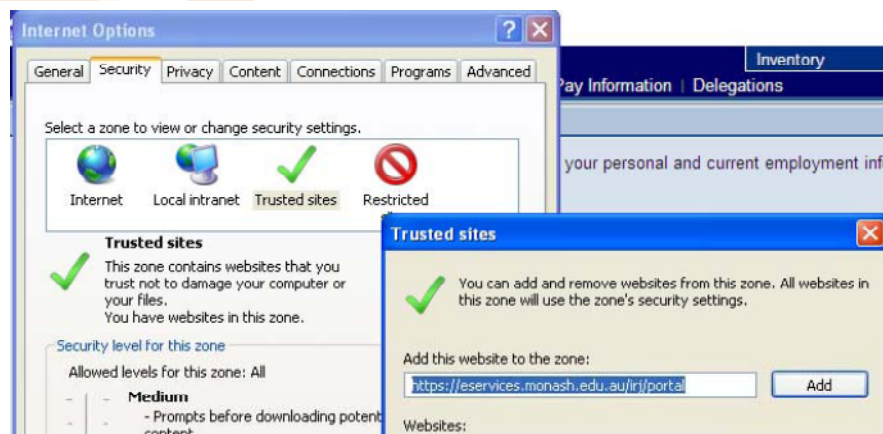 Internet Options
General Security Privacy Content Connections Programs Advanced
Select a zone to view or change security settings.
Internet Local intranet Trusted sites Restricted
Trusted sites
This zone contains websites that you
trust not to damage your computer or
your files.
You have websites in this zone.
Security level for this zone
Allowed levels for this zone: All
Medium
- Prompts before downloading potent
content
Inventory
Pay Information | Delegations
your personal and current employment inf
Trusted sites
You can add and remove websites from this zone. All websites in
this zone will use the zone's security settings.
Add this website to the zone:
https://eservices.monash.edu.au/irj/portal Add
Websites: